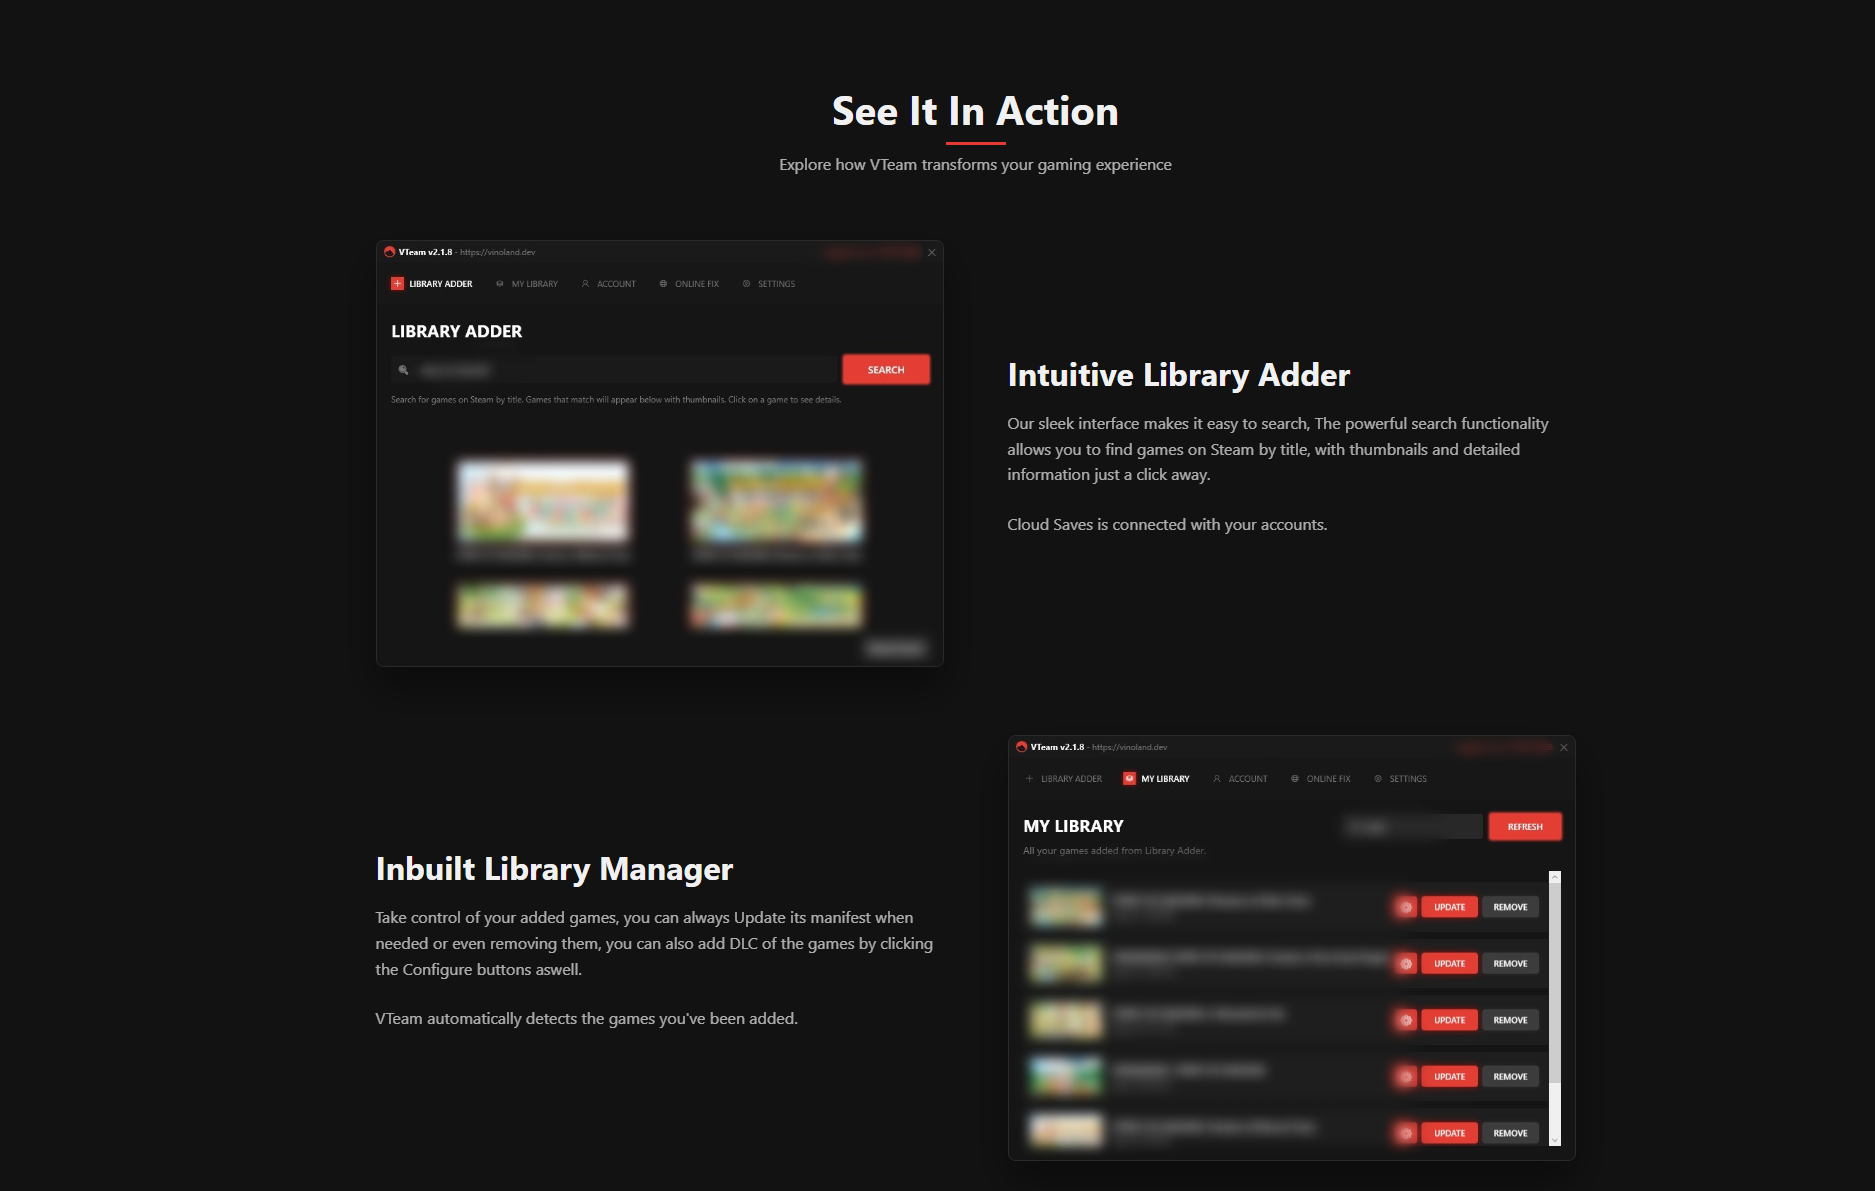 See It In Action
Explore how VTeam transforms your gaming experience
VTeam v2.1.8 - https://vinoland.dev
LIBRARY ADDER
MY LIBRARY
ACCOUNT
ONLINE FIX
SETTINGS
LIBRARY ADDER
SEARCH
Search for games on Steam by title. Games that match will appear below with thumbnails. Click on a game to see details.
Intuitive Library Adder
Our sleek interface makes it easy to search, The powerful search functionality
allows you to find games on Steam by title, with thumbnails and detailed
information just a click away.
Cloud Saves is connected with your accounts.
Inbuilt Library Manager
Take control of your added games, you can always Update its manifest when
needed or even removing them, you can also add DLC of the games by clicking
the Configure buttons aswell.
VTeam automatically detects the games you've been added.
VTeam v2.1.8 - https://vinoland.dev
LIBRARY ADDER
MY LIBRARY
ACCOUNT
ONLINE FIX
SETTINGS
MY LIBRARY
REFRESH
All your games added from Library Adder.
UPDATE
REMOVE
UPDATE
REMOVE
UPDATE
REMOVE
UPDATE
REMOVE
UPDATE
REMOVE